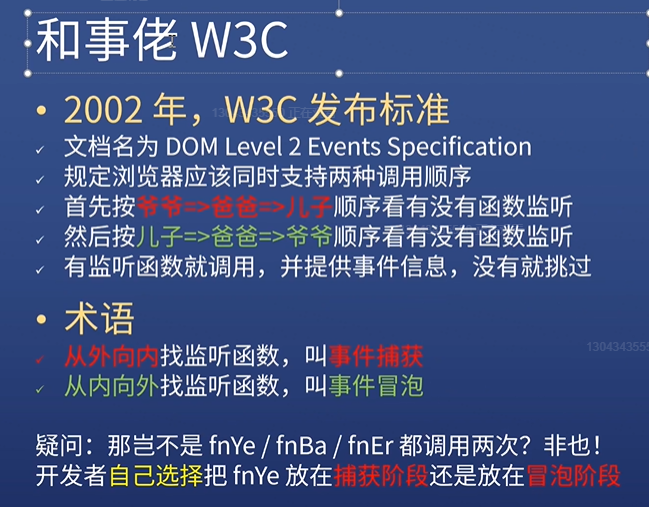 和事佬 W3C
• 2002 年，W3C 发布标准
✓ 文档名为 DOM Level 2 Events Specification
✓ 规定浏览器应该同时支持两种调用顺序
✓ 首先按爷爷=>爸爸=>儿子顺序看有没有函数监听
✓ 然后按儿子=>爸爸=>爷爷顺序看有没有函数监听
✓ 有监听函数就调用，并提供事件信息，没有就挑过
• 术语
✓ 从外向内找监听函数，叫事件捕获
✓ 从内向外找监听函数，叫事件冒泡
疑问：那岂不是 fnYe / fnBa / fnEr 都调用两次？非也！
开发者自己选择把 fnYe 放在捕获阶段还是放在冒泡阶段